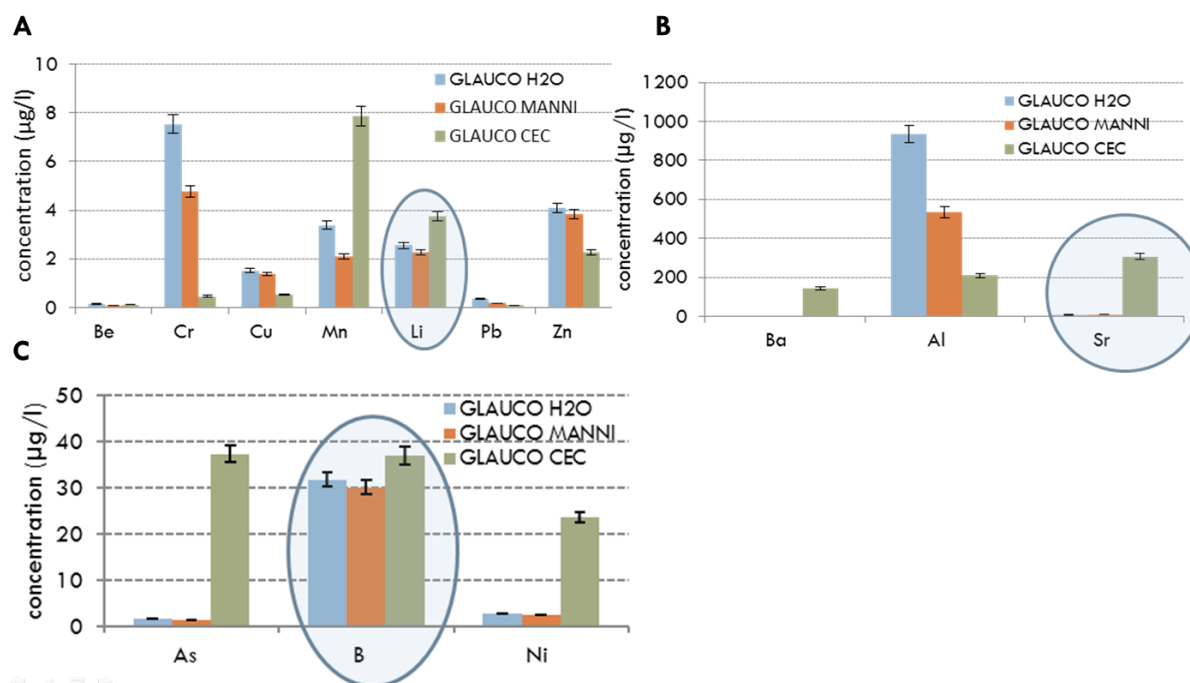 A
concentration (µg/l)
10
8
6
4
2
0
GLAUCO H2O
GLAUCO MANNI
GLAUCO CEC
Be Cr Cu Mn Li Pb Zn
B
concentration (µg/l)
1200
1000
800
600
400
200
0
GLAUCO H2O
GLAUCO MANNI
GLAUCO CEC
Ba Al Sr
C
concentration (µg/l)
50
40
30
20
10
0
GLAUCO H2O
GLAUCO MANNI
GLAUCO CEC
As B Ni